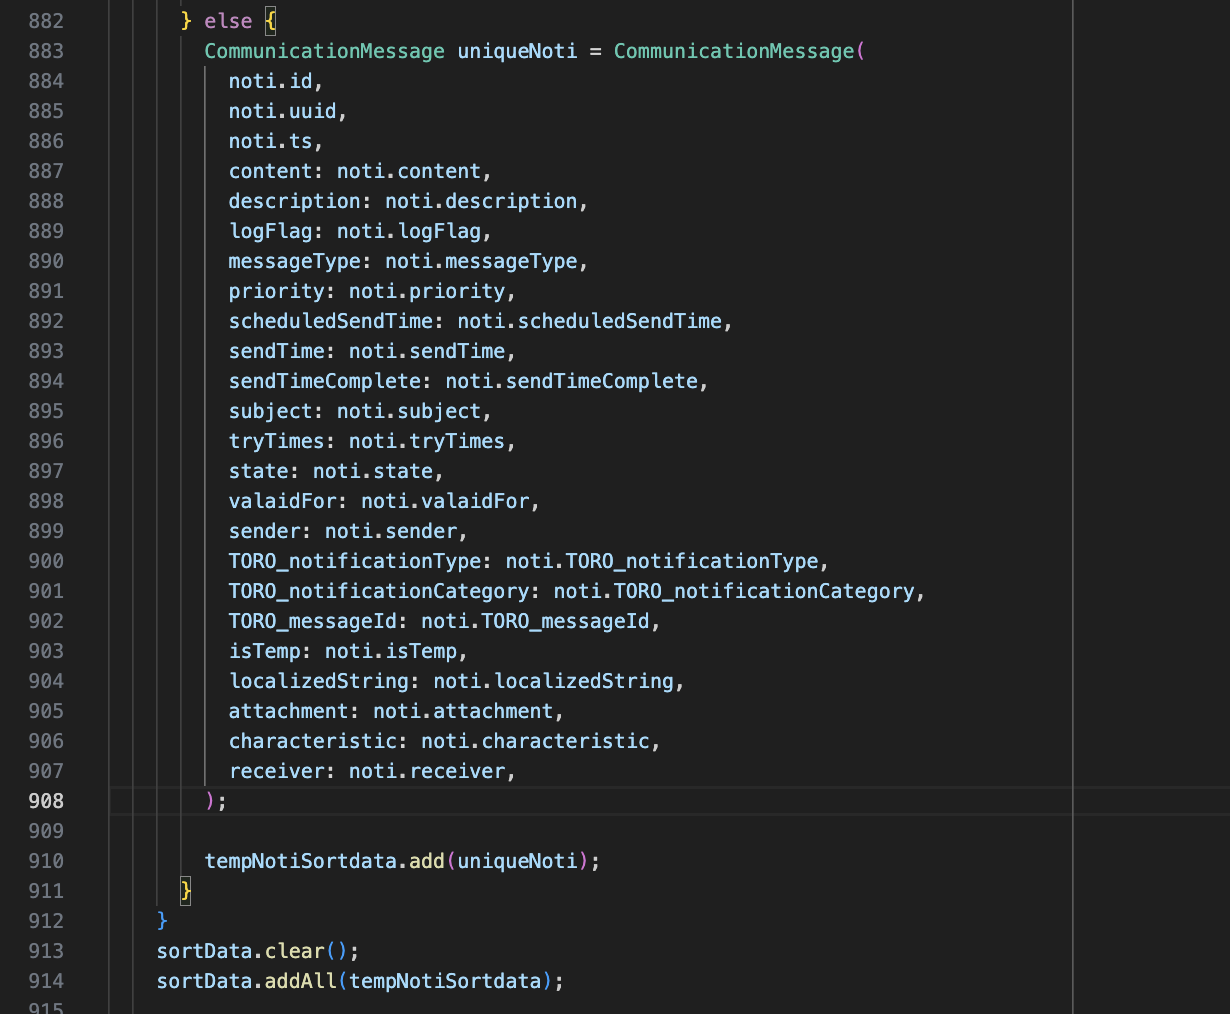 882 } else {
883 CommunicationMessage uniqueNoti = CommunicationMessage(
884 noti.id,
885 noti.uuid,
886 noti.ts,
887 content: noti.content,
888 description: noti.description,
889 logFlag: noti.logFlag,
890 messageType: noti.messageType,
891 priority: noti.priority,
892 scheduledSendTime: noti.scheduledSendTime,
893 sendTime: noti.sendTime,
894 sendTimeComplete: noti.sendTimeComplete,
895 subject: noti.subject,
896 tryTimes: noti.tryTimes,
897 state: noti.state,
898 valaidFor: noti.valaidFor,
899 sender: noti.sender,
900 TORO_notificationType: noti.TORO_notificationType,
901 TORO_notificationCategory: noti.TORO_notificationCategory,
902 TORO_messageId: noti.TORO_messageId,
903 isTemp: noti.isTemp,
904 localizedString: noti.localizedString,
905 attachment: noti.attachment,
906 characteristic: noti.characteristic,
907 receiver: noti.receiver,
908 );
909
910 tempNotiSortdata.add(uniqueNoti);
911 }
912 }
913 sortData.clear();
914 sortData.addAll(tempNotiSortdata);
915